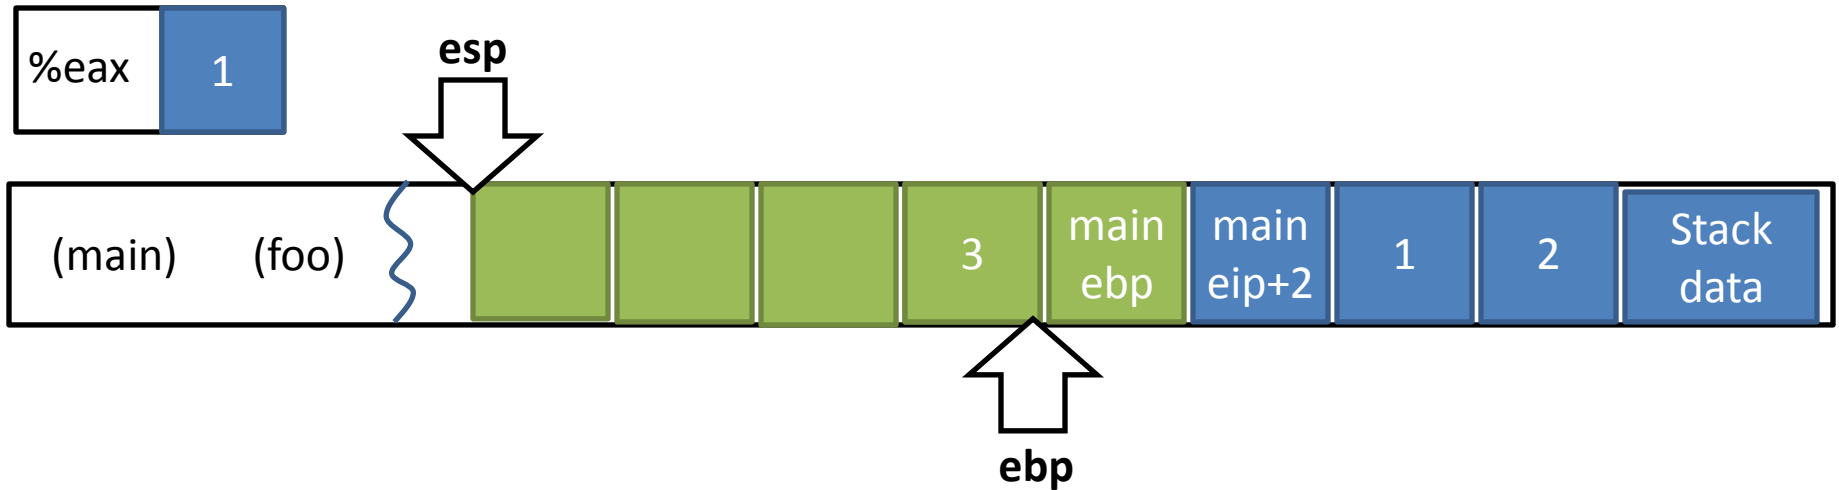 %eax 1
esp
(main) (foo) 3 main main 1 2 Stack
ebp eip+2 data
ebp